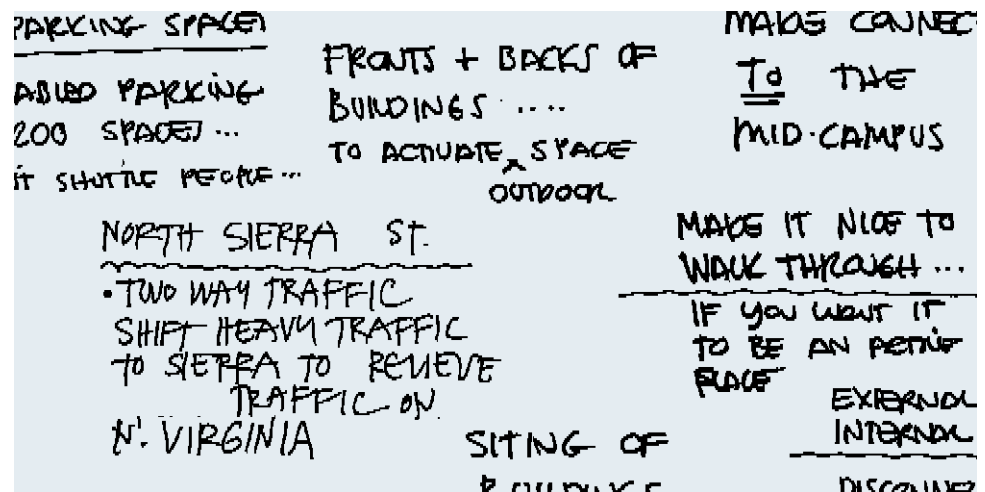 PARKING SPACES
ABLED PARKING
200 SPACES ...
IT SHUTTLE PEOPLE ...
FRONTS + BACKS OF
BUILDINGS ....
TO ACTIVATE ^ SPACE
OUTDOOR
MAKE CONNECT
TO THE
MID-CAMPUS
NORTH SIERRA ST.
• TWO WAY TRAFFIC
SHIFT HEAVY TRAFFIC
TO SIERRA TO RELIEVE
TRAFFIC ON
N. VIRGINIA
MAKE IT NICE TO
WALK THROUGH ...
IF YOU WANT IT
TO BE AN ACTIVE
PLACE
EXTERNAL
INTERNAL
DISCONNE
SITING OF
BUILDINGS